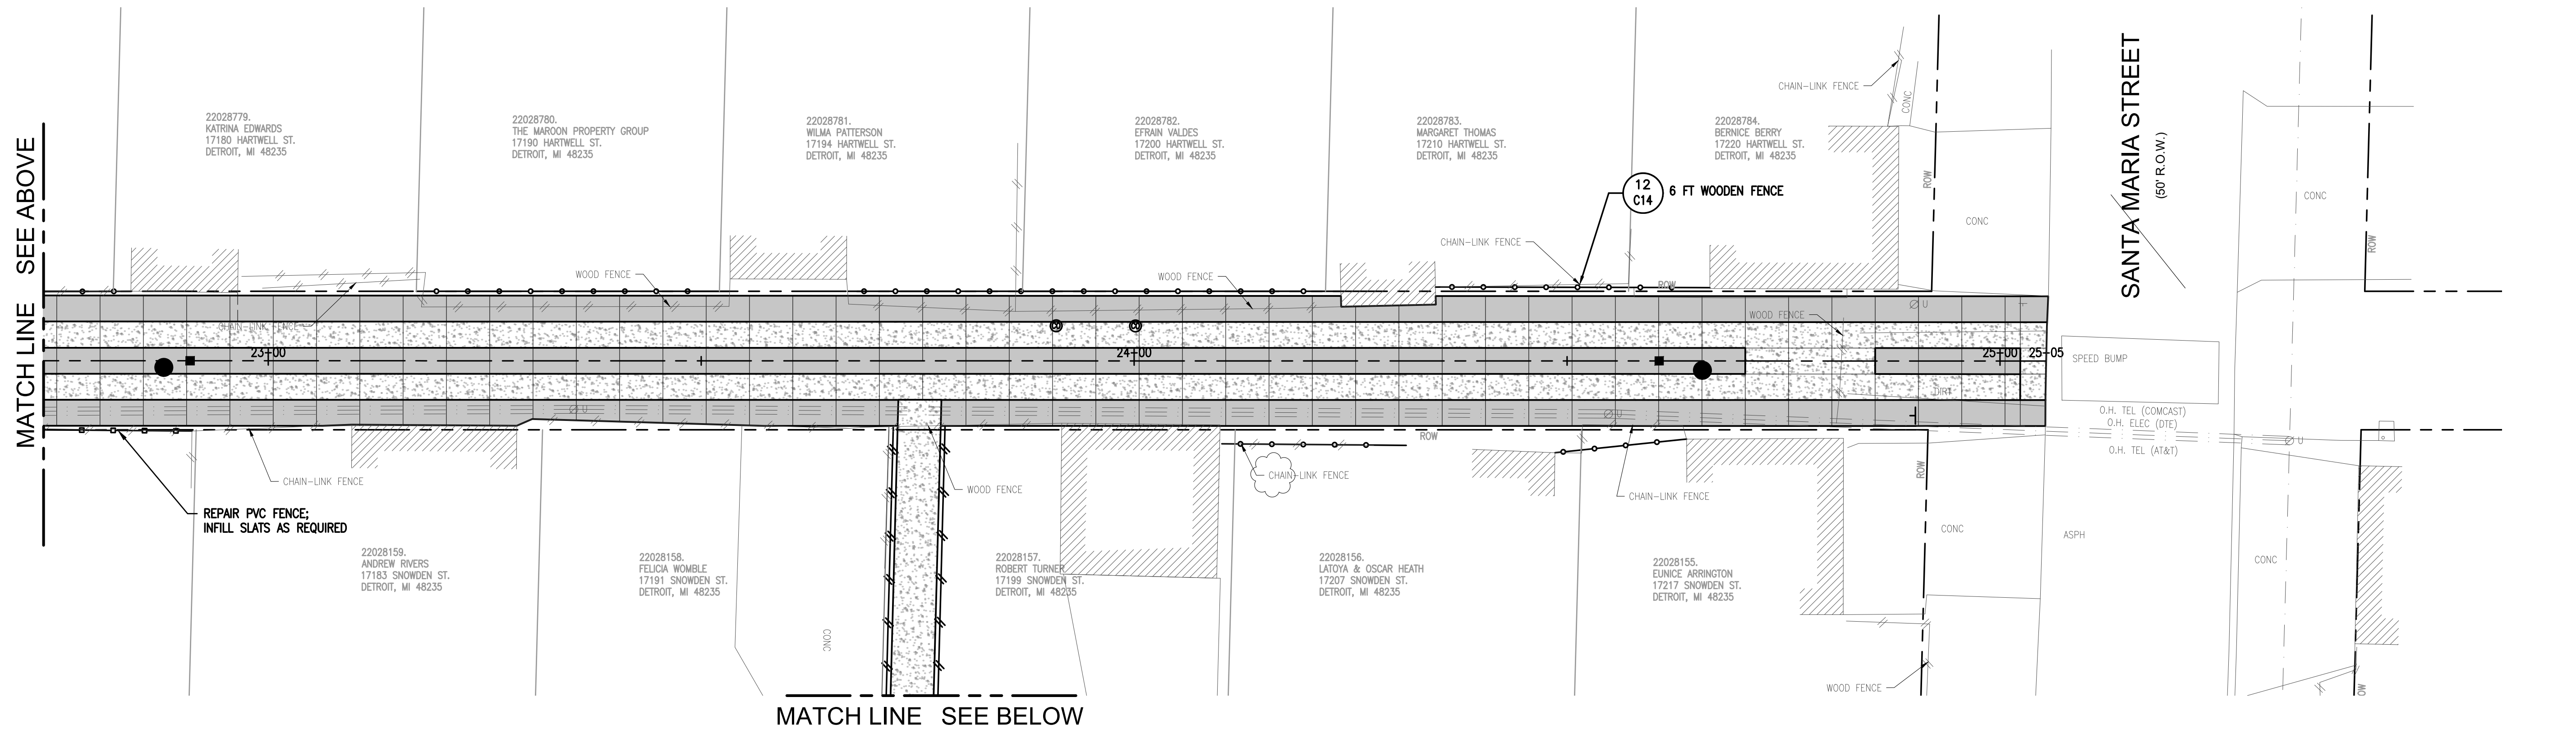 MATCH LINE   SEE ABOVE
22028779.
KATRINA EDWARDS
17180 HARTWELL ST.
DETROIT, MI 48235
22028780.
THE MAROON PROPERTY GROUP
17190 HARTWELL ST.
DETROIT, MI 48235
22028781.
WILMA PATTERSON
17194 HARTWELL ST.
DETROIT, MI 48235
22028782.
EFRAIN VALDES
17200 HARTWELL ST.
DETROIT, MI 48235
22028783.
MARGARET THOMAS
17210 HARTWELL ST.
DETROIT, MI 48235
22028784.
BERNICE BERRY
17220 HARTWELL ST.
DETROIT, MI 48235
CHAIN-LINK FENCE
CONC
SANTA MARIA STREET
(50' R.O.W.)
12
C14
6 FT WOODEN FENCE
ROW
CONC
CONC
ROW
CHAIN-LINK FENCE
WOOD FENCE
WOOD FENCE
ROW
CHAIN-LINK FENCE
WOOD FENCE
U
23+00
24+00
25+00
25+05
SPEED BUMP
U
U
O.H. TEL (COMCAST)
O.H. ELEC (DTE)
O.H. TEL (AT&T)
U
ROW
CHAIN-LINK FENCE
WOOD FENCE
CHAIN-LINK FENCE
CHAIN-LINK FENCE
ROW
REPAIR PVC FENCE;
INFILL SLATS AS REQUIRED
22028159.
ANDREW RIVERS
17183 SNOWDEN ST.
DETROIT, MI 48235
22028158.
FELICIA WOMBLE
17191 SNOWDEN ST.
DETROIT, MI 48235
22028157.
ROBERT TURNER
17199 SNOWDEN ST.
DETROIT, MI 48235
22028156.
LATOYA & OSCAR HEATH
17207 SNOWDEN ST.
DETROIT, MI 48235
22028155.
EUNICE ARRINGTON
17217 SNOWDEN ST.
DETROIT, MI 48235
CONC
ASPH
CONC
CONC
WOOD FENCE
MATCH LINE   SEE BELOW